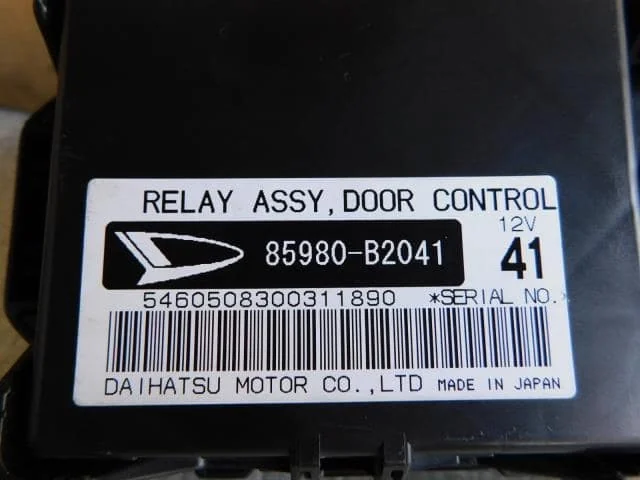 RELAY ASSY, DOOR CONTROL
12V
85980-B2041
41
5460508300311890 *SERIAL NO.*
DAIHATSU MOTOR CO.,LTD MADE IN JAPAN